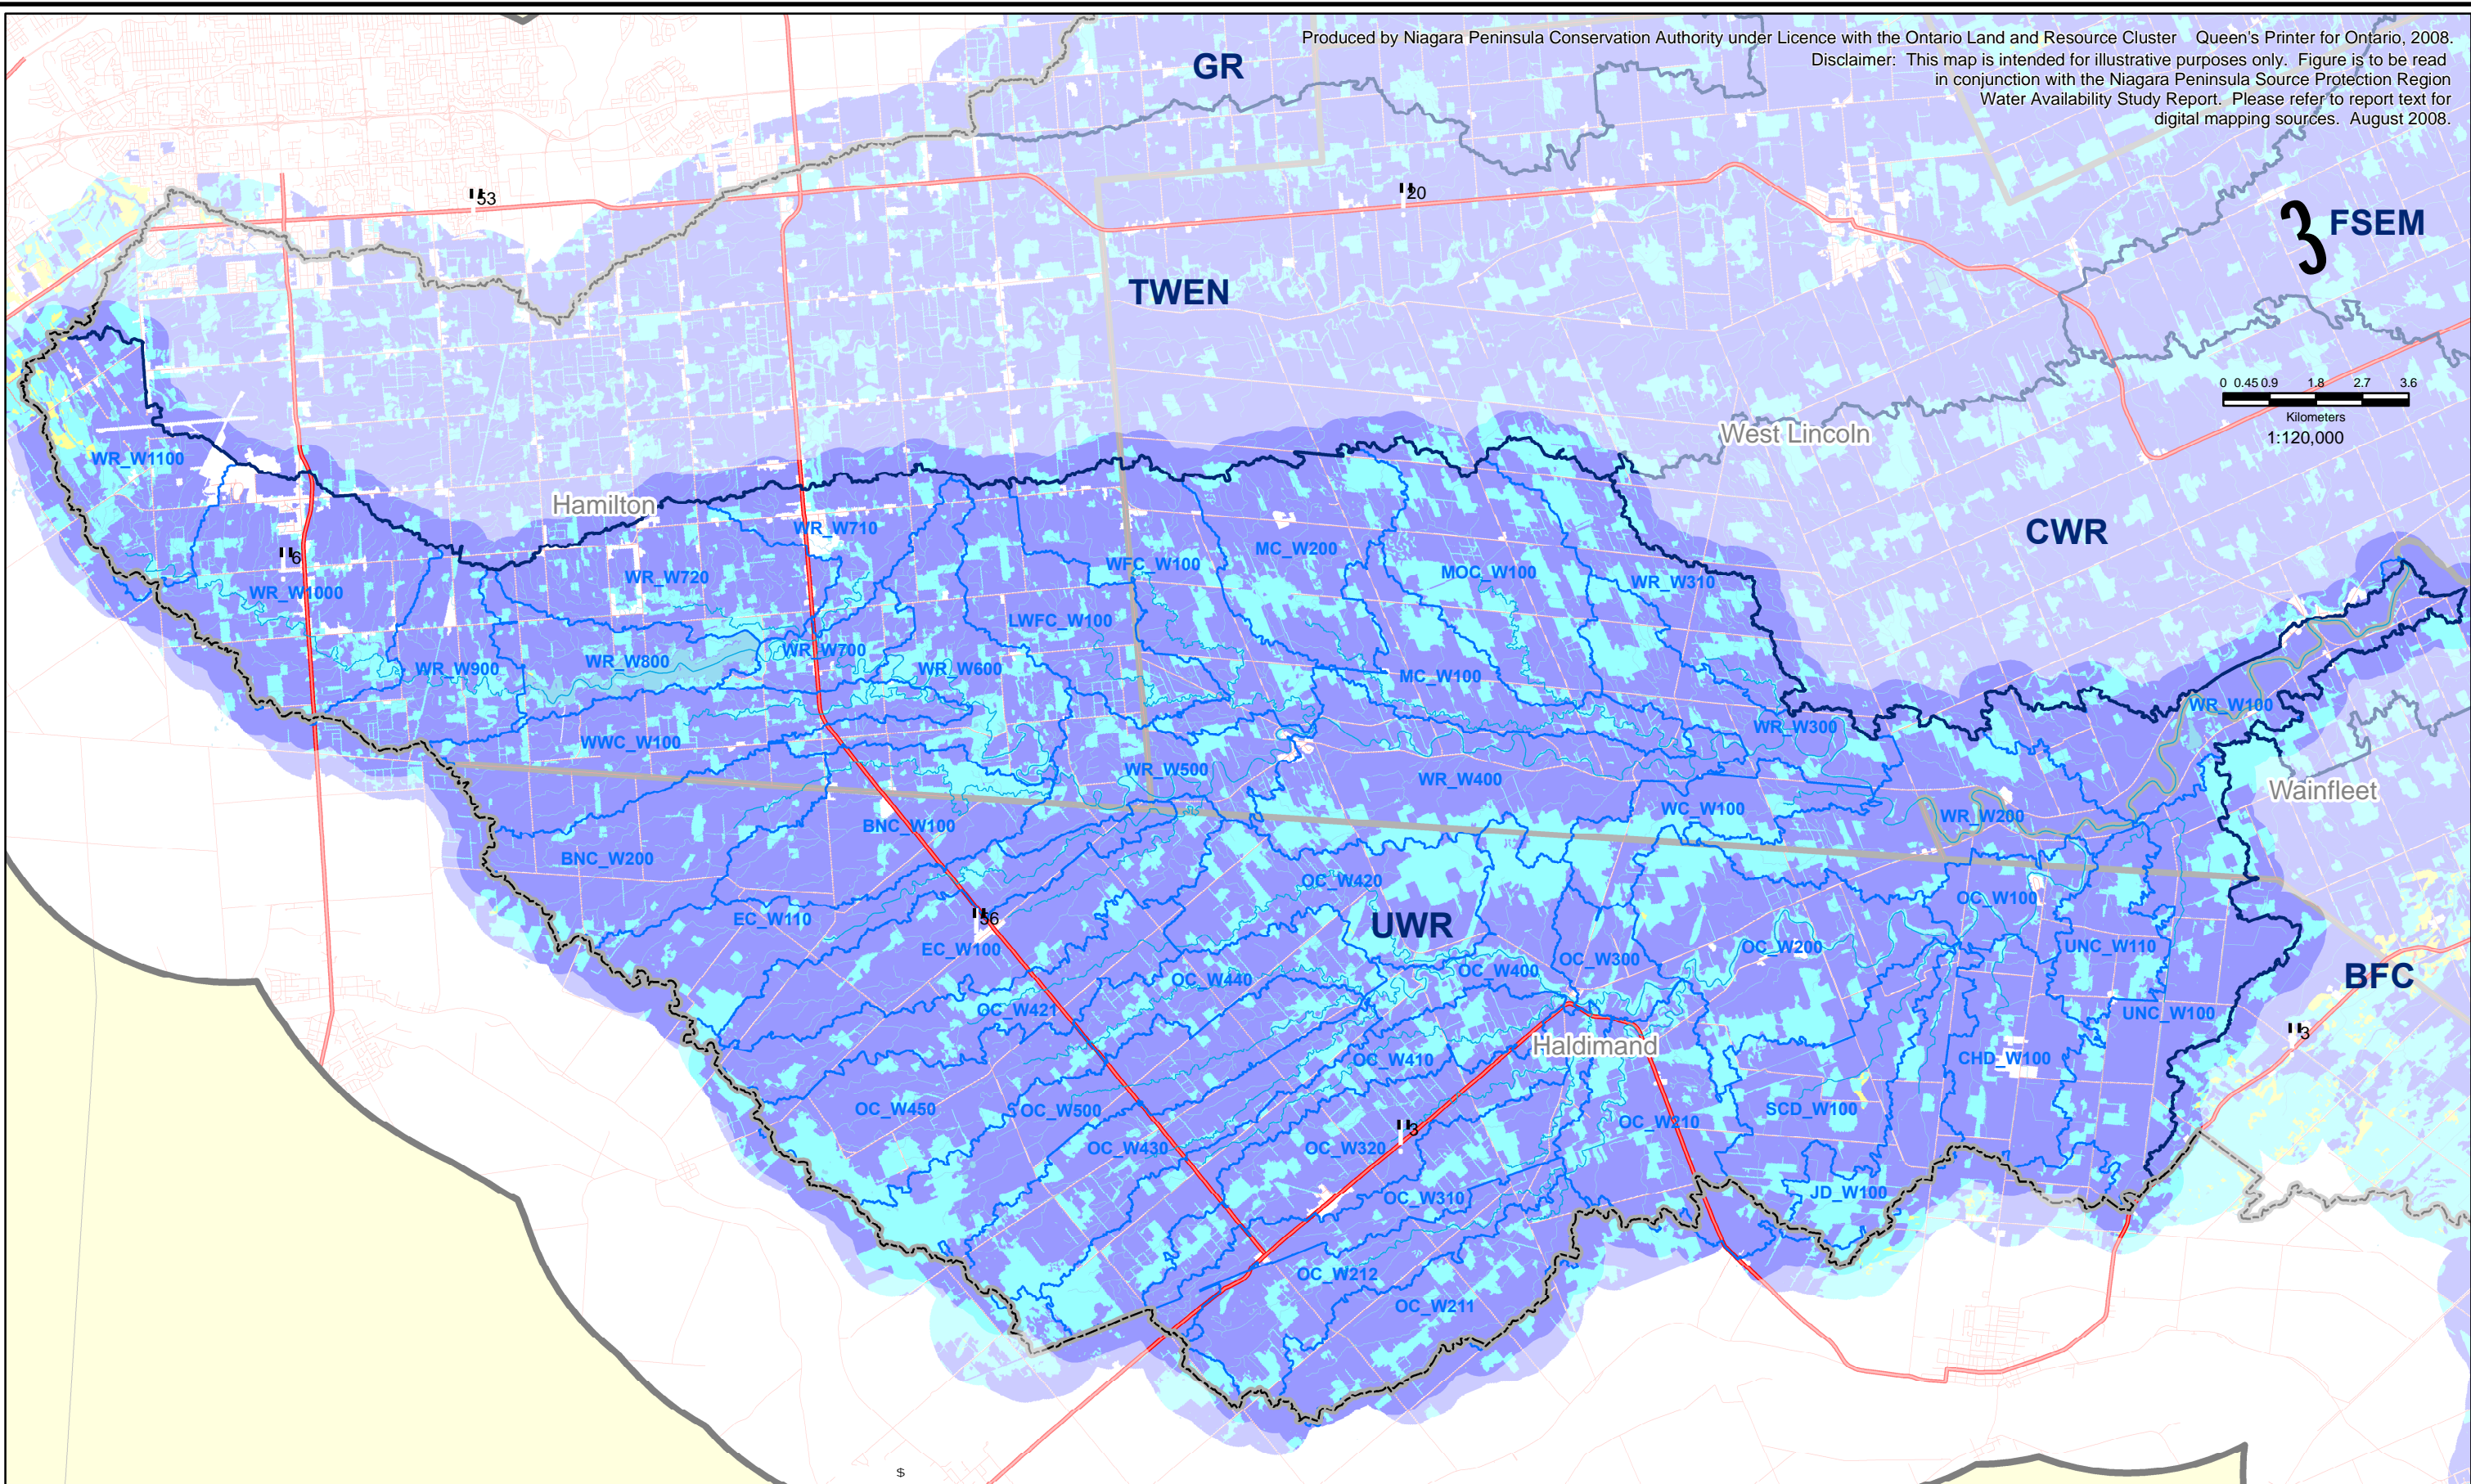 Produced by Niagara Peninsula Conservation Authority under Licence with the Ontario Land and Resource Cluster Queen's Printer for Ontario, 2008.
Disclaimer: This map is intended for illustrative purposes only. Figure is to be read
in conjunction with the Niagara Peninsula Source Protection Region
Water Availability Study Report. Please refer to report text for
digital mapping sources. August 2008.
GR
53
20
3
FSEM
TWEN
0 0.45 0.9 1.8 2.7 3.6
Kilometers
1:120,000
West Lincoln
WR_W1100
Hamilton
WR_W710
CWR
MC_W200
6
WFC_W100
MOC_W100
WR_W720
WR_W310
WR_W1000
LWFC_W100
WR_W700
WR_W800
WR_W900
WR_W600
MC_W100
WR_W100
WR_W300
WWC_W100
WR_W500
WR_W400
Wainfleet
WC_W100
WR_W200
BNC_W100
BNC_W200
OC_W420
OC_W100
EC_W110
56
UWR
EC_W100
OC_W200
UNC_W110
OC_W300
OC_W400
OC_W440
BFC
OC_W421
UNC_W100
3
Haldimand
OC_W410
CHD_W100
OC_W450
OC_W500
SCD_W100
OC_W210
3
OC_W430
OC_W320
OC_W310
JD_W100
OC_W212
OC_W211
$